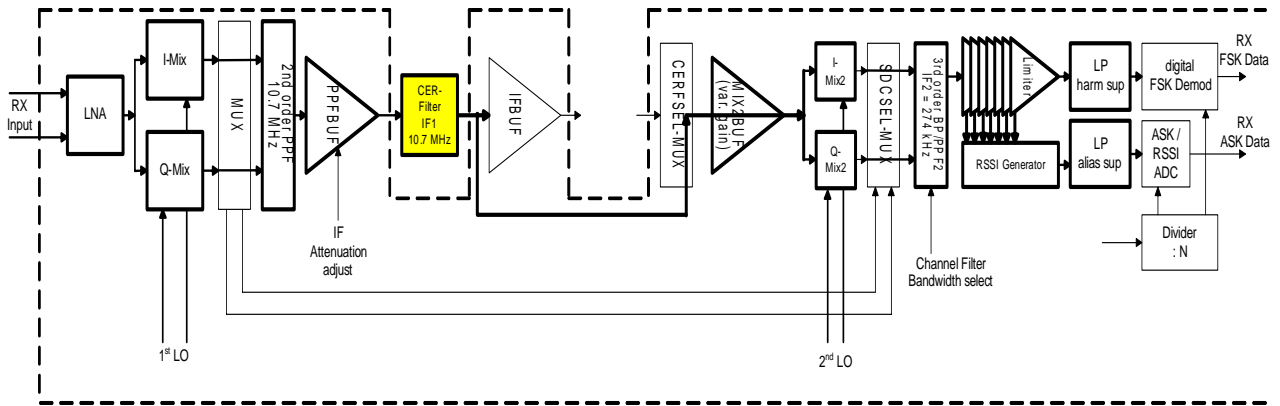 RX
Input
LNA
I-Mix
Q-Mix
MUX
2nd order PPF
10.7 MHz
PPFBUF
IF
Attenuation
adjust
CER-
Filter
IF1
10.7 MHz
IFBUF
CERFSEL-MUX
MIX2BUF
(var. gain)
I-
Mix2
Q-
Mix2
SDCSEL-MUX
3rd order BP/PPF2
IF2 = 274 kHz
Limiter
RSSI Generator
LP
harm sup
LP
alias sup
digital
FSK Demod
ASK /
RSSI
ADC
RX
FSK Data
RX
ASK Data
Divider
: N
Channel Filter
Bandwidth select
1st LO
2nd LO